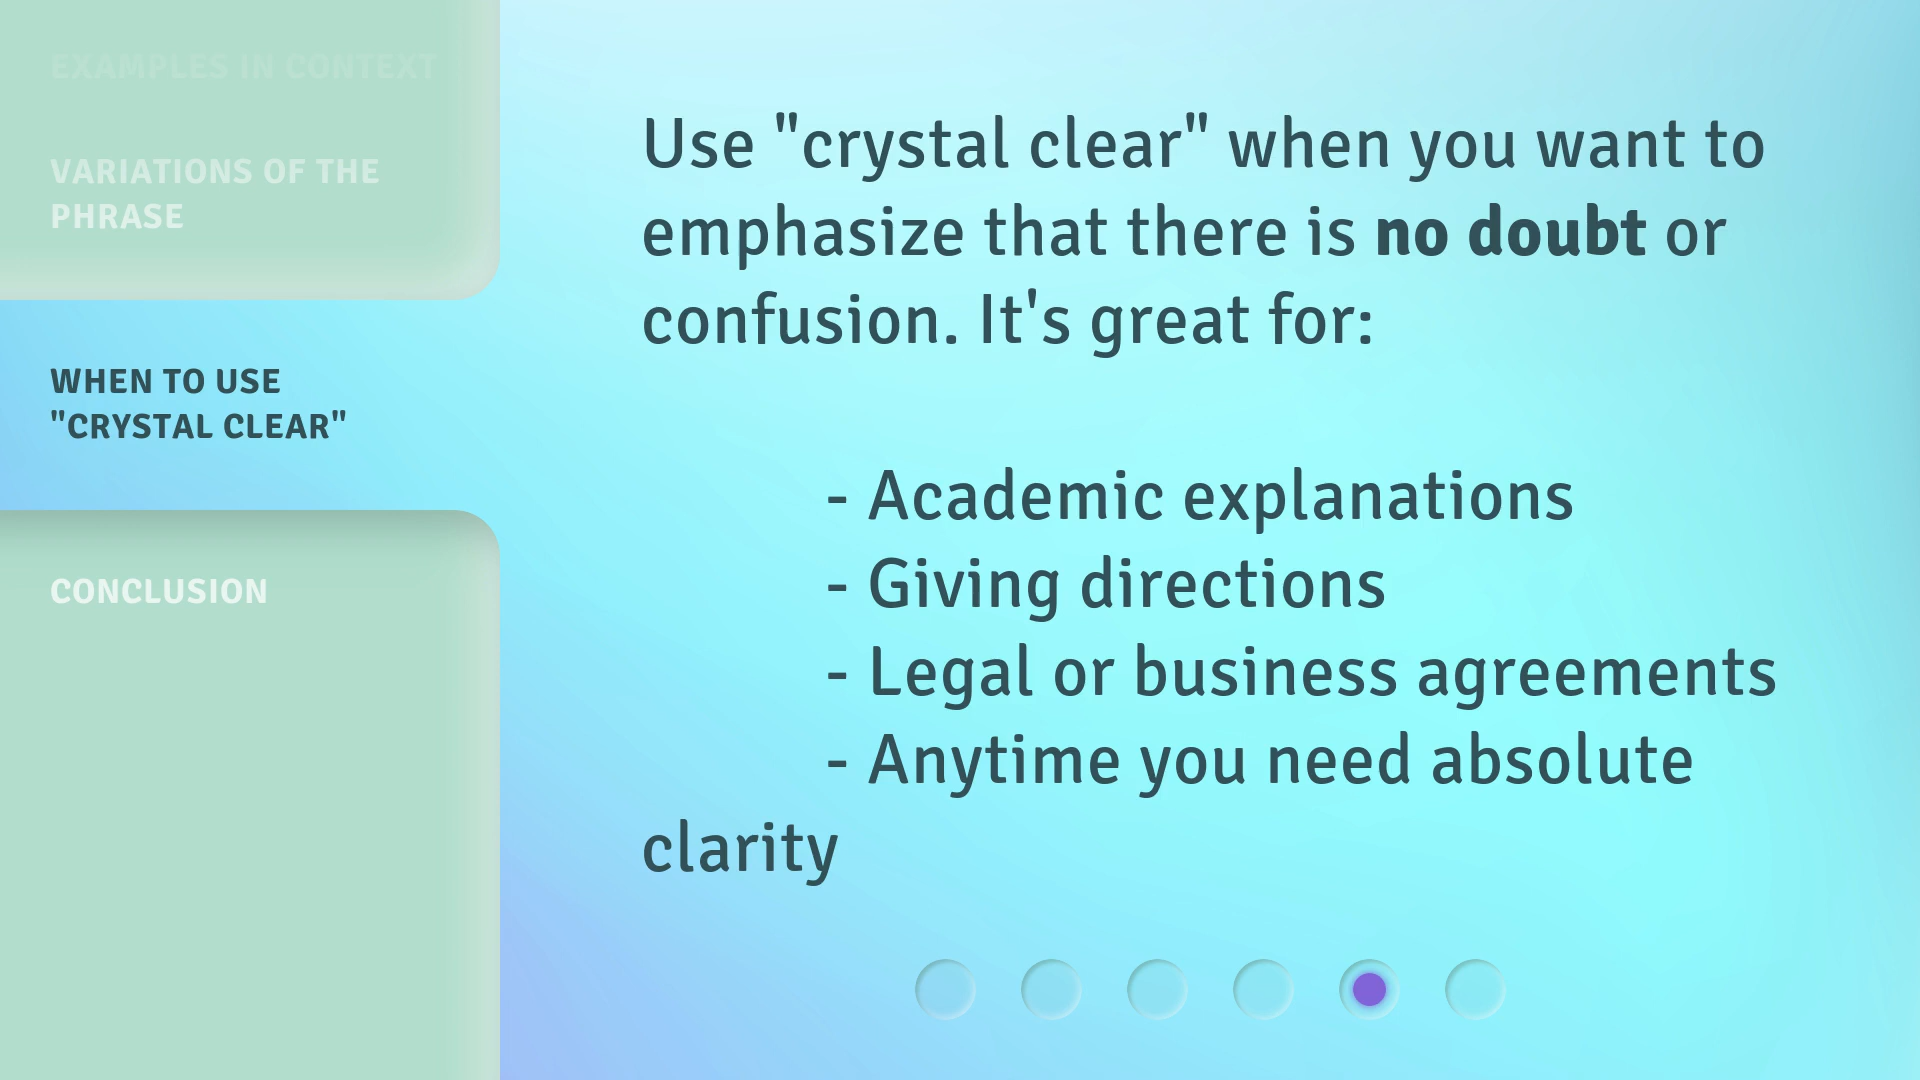 EXAMPLES IN CONTEXT
VARIATIONS OF THE
PHRASE
WHEN TO USE
"CRYSTAL CLEAR"
CONCLUSION
Use "crystal clear" when you want to
emphasize that there is no doubt or
confusion. It's great for:
- Academic explanations
- Giving directions
- Legal or business agreements
- Anytime you need absolute
clarity